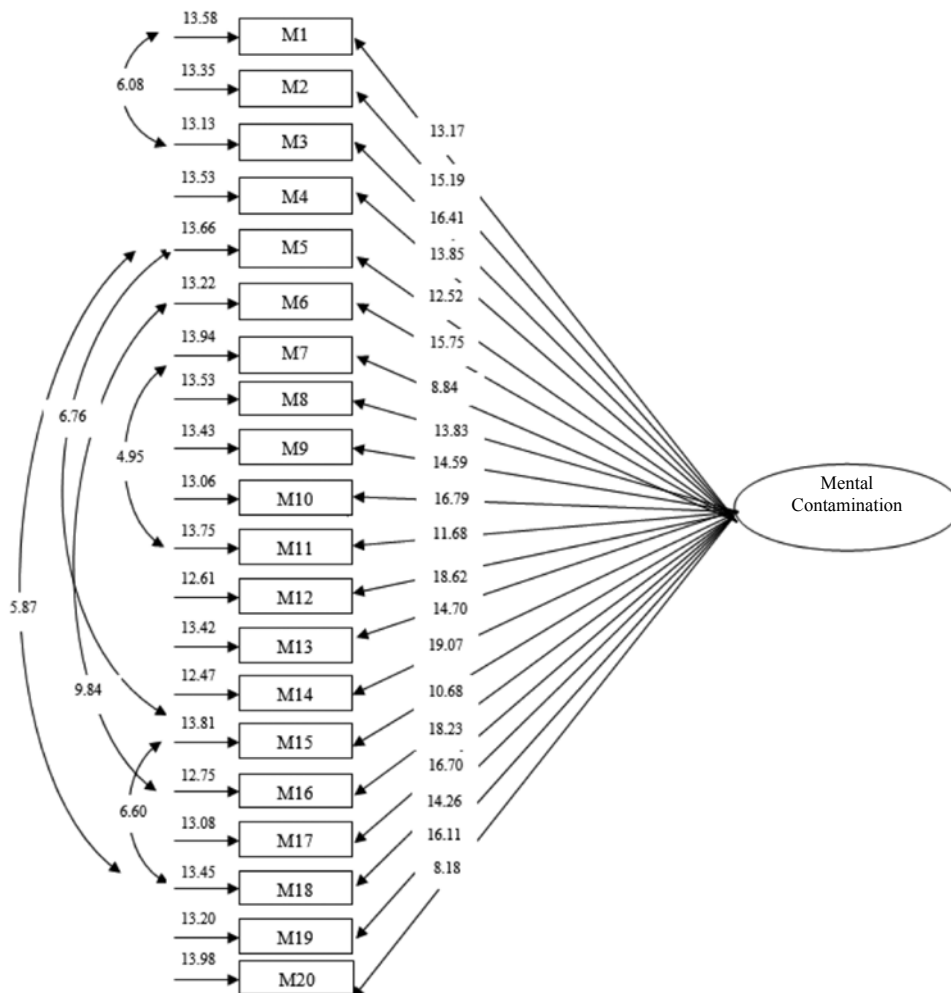 13.58 M1
13.35 M2
6.08
13.13 M3
13.17
13.53 M4
15.19
13.66 M5
16.41
13.85
13.22 M6
12.52
13.94 M7
15.75
13.53 M8
8.84
6.76
13.43 M9
13.83
4.95
14.59
13.06 M10
16.79
Mental
Contamination
13.75 M11
11.68
12.61 M12
18.62
5.87
14.70
13.42 M13
19.07
12.47 M14
9.84
10.68
13.81 M15
18.23
12.75 M16
16.70
6.60
14.26
13.08 M17
16.11
13.45 M18
8.18
13.20 M19
13.98 M20